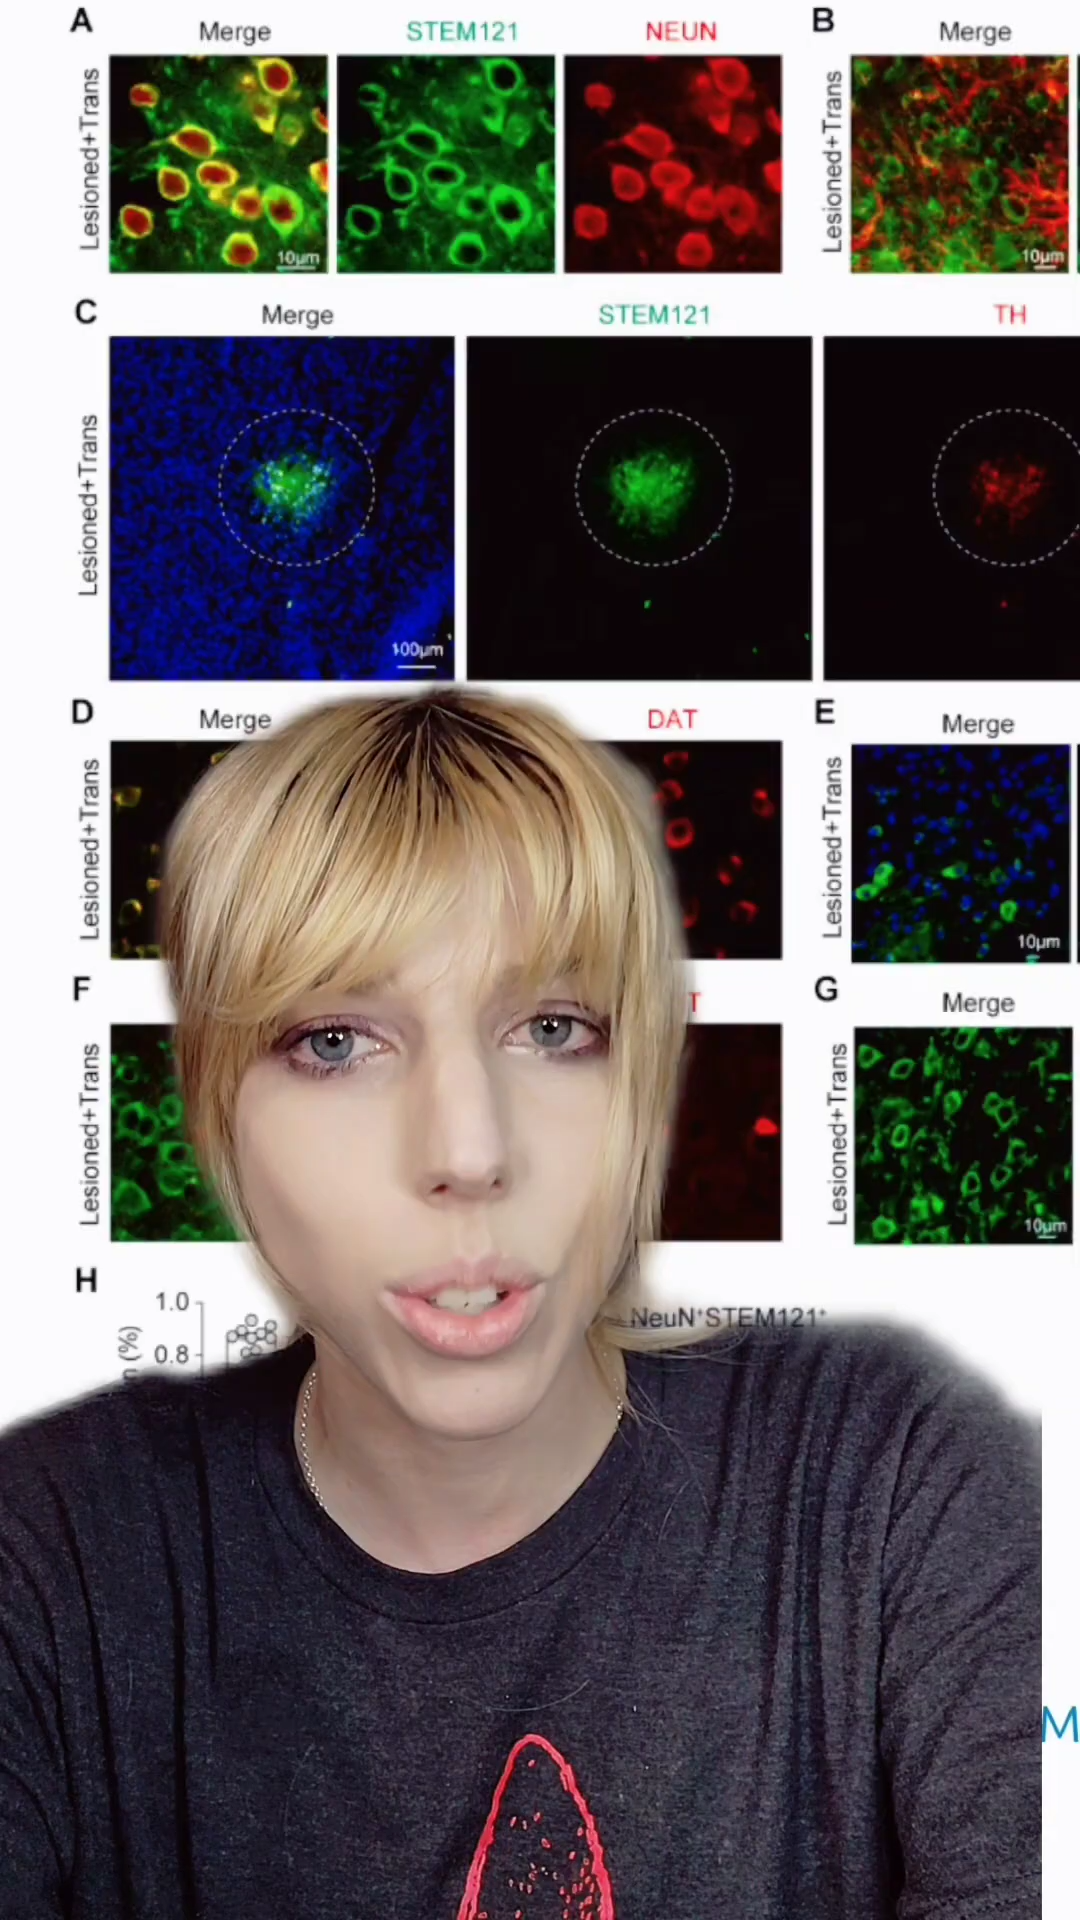 A
Merge
STEM121
NEUN
B
Merge
Lesioned+Trans
10µm
Lesioned+Trans
10µm
C
Merge
STEM121
TH
Lesioned+Trans
100µm
D
Merge
DAT
E
Merge
Lesioned+Trans
Lesioned+Trans
10µm
F
T
G
Merge
Lesioned+Trans
Lesioned+Trans
10µm
H
1.0
0.8
n (%)
NeuN⁺STEM121⁺
M